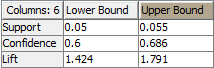 Columns: 6 Lower Bound Upper Bound
Support 0.05 0.055
Confidence 0.6 0.686
Lift 1.424 1.791